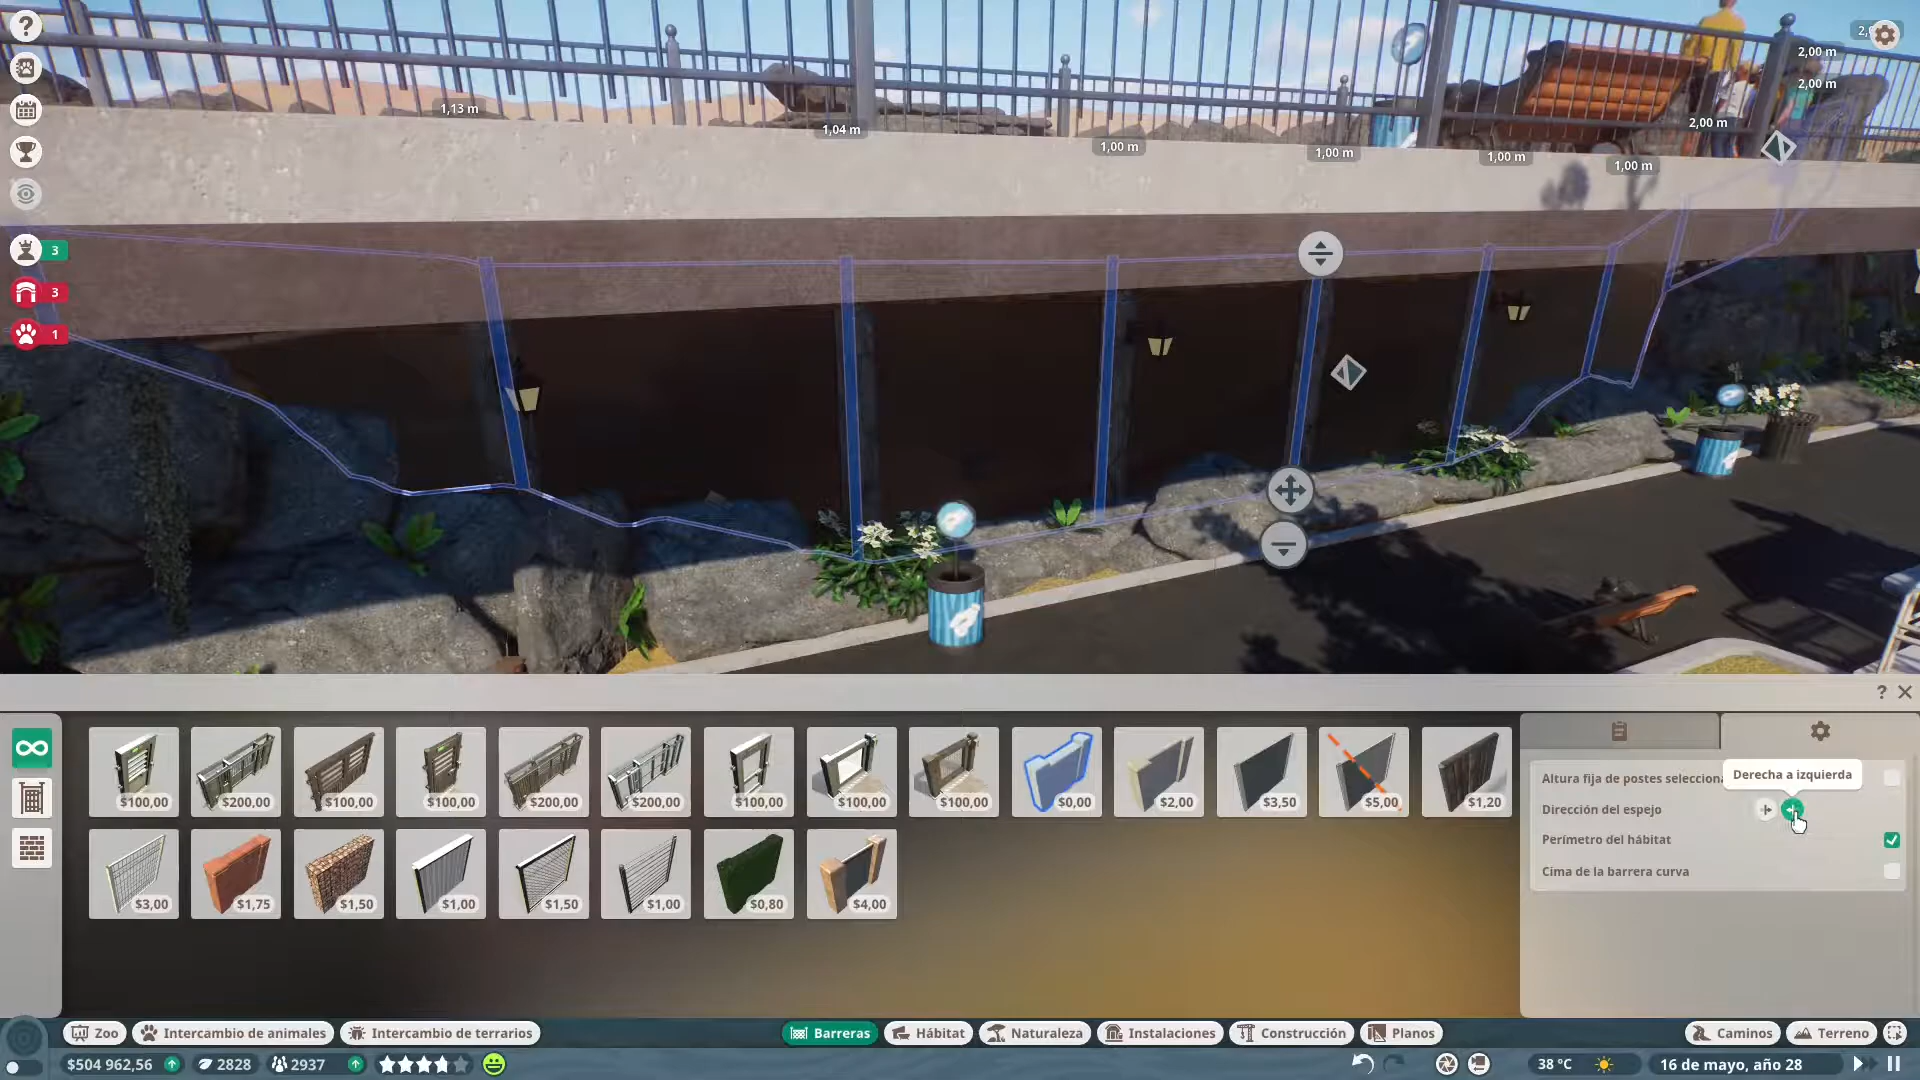 2,0
2,00 m
2,00 m
1,13 m
1,04 m
2,00 m
1,00 m
1,00 m
1,00 m
1,00 m
3
3
1
? 
$100,00
$200,00
$100,00
$100,00
$200,00
$200,00
$100,00
$100,00
$100,00
$0,00
$2,00
$3,50
$5,00
$1,20
$3,00
$1,75
$1,50
$1,00
$1,50
$1,00
$0,80
$4,00
Altura fija de postes selecciona
Derecha a izquierda
Dirección del espejo
Perímetro del hábitat
Cima de la barrera curva
Zoo
Intercambio de animales
Intercambio de terrarios
Barreras
Hábitat
Naturaleza
Instalaciones
Construcción
Planos
Caminos
Terreno
$504 962,56
2828
2937
38 °C
16 de mayo, año 28